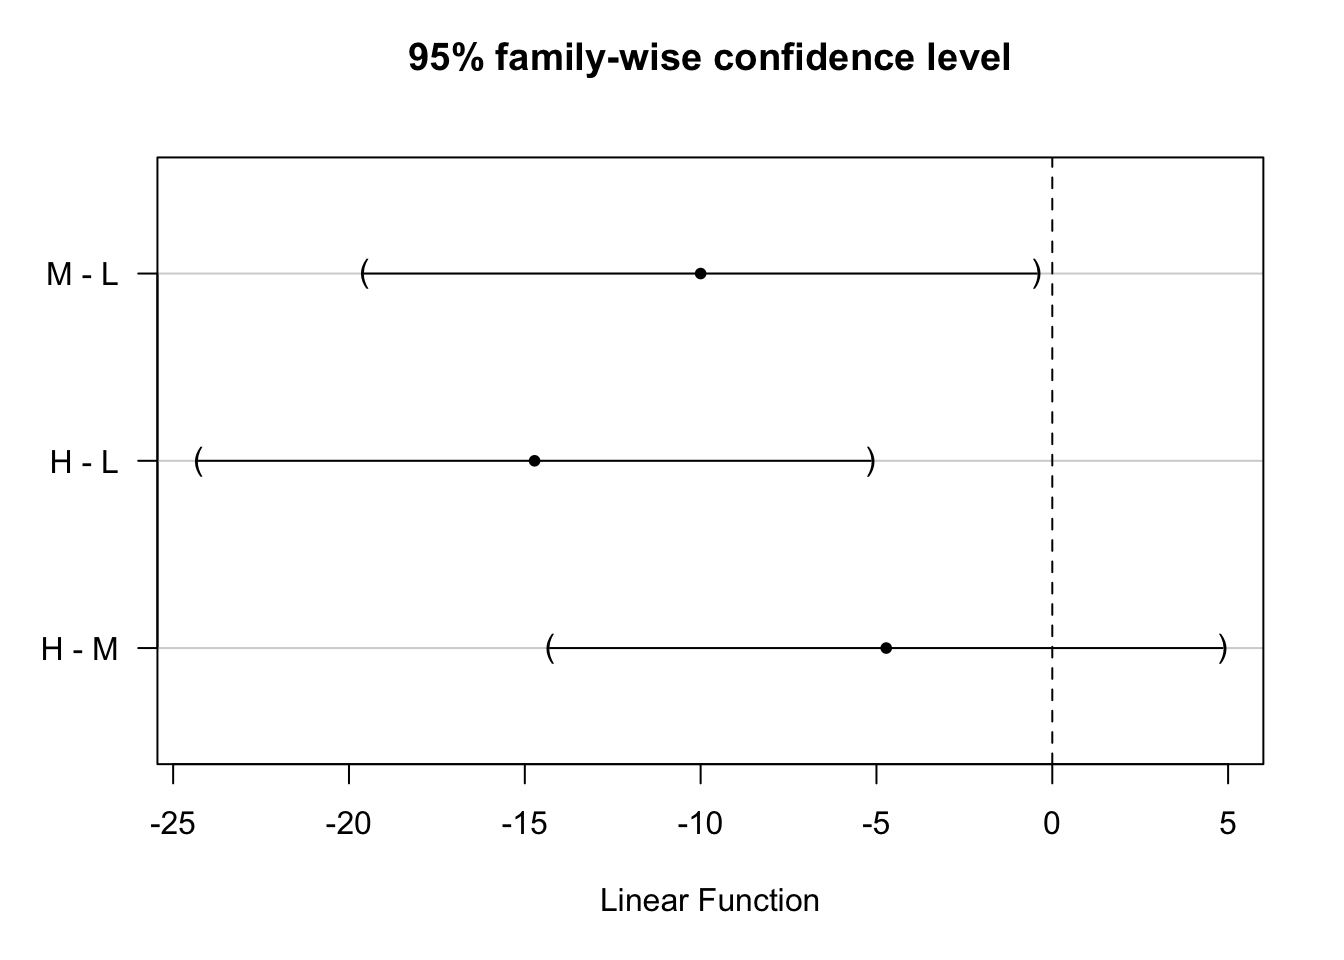 95% family-wise confidence level
M - L
H - L
H - M
-25 -20 -15 -10 -5 0 5
Linear Function